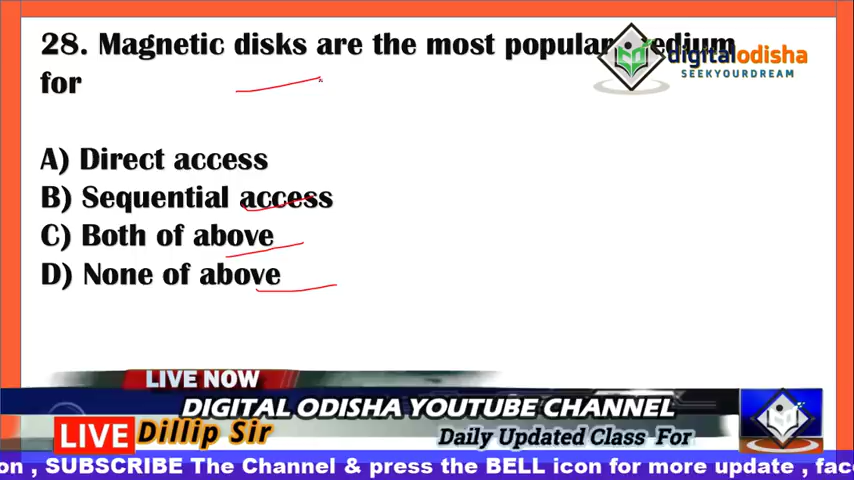 28. Magnetic disks are the most popular medium
for
digitalodisha
SEEKYOURDREAM
A) Direct access
B) Sequential access
C) Both of above
D) None of above
LIVE NOW
DIGITAL ODISHA YOUTUBE CHANNEL
LIVE Dillip Sir
Daily Updated Class For
on , SUBSCRIBE The Channel & press the BELL icon for more update , face